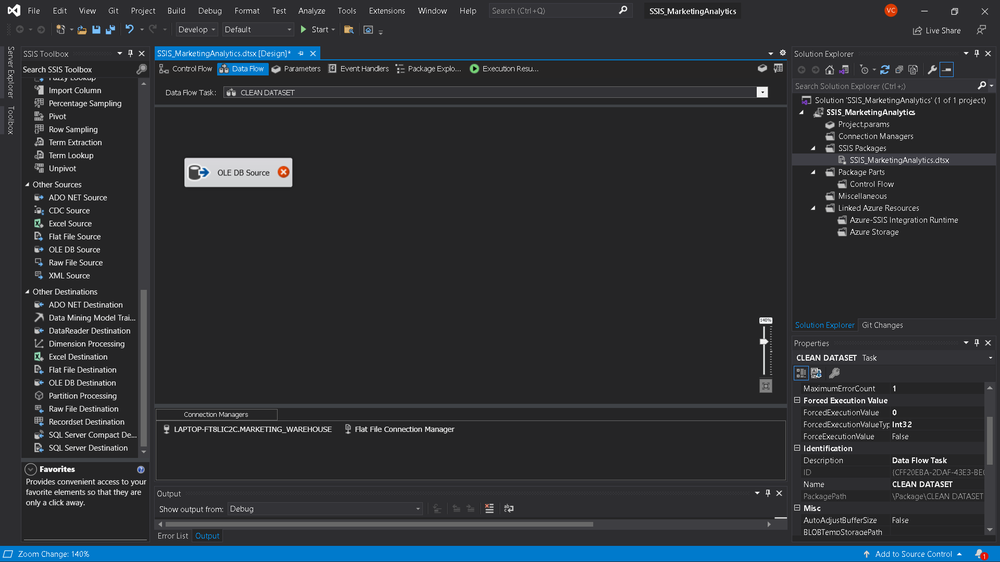 File Edit View Git Project Build Debug Format Test Analyze Tools Extensions Window Help Search (Ctrl+Q) SSIS_MarketingAnalytics VC
Develop Default Start Live Share
Server Explorer
Toolbox
SSIS Toolbox
Search SSIS Toolbox
Fuzzy Lookup
Import Column
Percentage Sampling
Pivot
Row Sampling
Term Extraction
Term Lookup
Unpivot
Other Sources
ADO NET Source
CDC Source
Excel Source
Flat File Source
OLE DB Source
Raw File Source
XML Source
Other Destinations
ADO NET Destination
Data Mining Model Trai...
DataReader Destination
Dimension Processing
Excel Destination
Flat File Destination
OLE DB Destination
Partition Processing
Raw File Destination
Recordset Destination
SQL Server Compact De...
SQL Server Destination
Favorites
Provides convenient access to your
favorite elements so that they are
only a click away.
SSIS_MarketingAnalytics.dtsx [Design]*
Control Flow Data Flow Parameters Event Handlers Package Explo... Execution Resu...
Data Flow Task: CLEAN DATASET
OLE DB Source
140%
Connection Managers
LAPTOP-FT8LIC2C.MARKETING_WAREHOUSE Flat File Connection Manager
Output
Show output from: Debug
Error List Output
Solution Explorer
Search Solution Explorer (Ctrl+;)
Solution 'SSIS_MarketingAnalytics' (1 of 1 project)
SSIS_MarketingAnalytics
Project.params
Connection Managers
SSIS Packages
SSIS_MarketingAnalytics.dtsx
Package Parts
Control Flow
Miscellaneous
Linked Azure Resources
Azure-SSIS Integration Runtime
Azure Storage
Solution Explorer Git Changes
Properties
CLEAN DATASET Task
MaximumErrorCount 1
Forced Execution Value
ForcedExecutionValue 0
ForcedExecutionValueTyp Int32
ForceExecutionValue False
Identification
Description Data Flow Task
ID {CFF20EBA-2DAF-43E3-BE0
Name CLEAN DATASET
PackagePath \Package\CLEAN DATASET
Misc
AutoAdjustBufferSize False
BLOBTempStoragePath
Zoom Change: 140% Add to Source Control 1